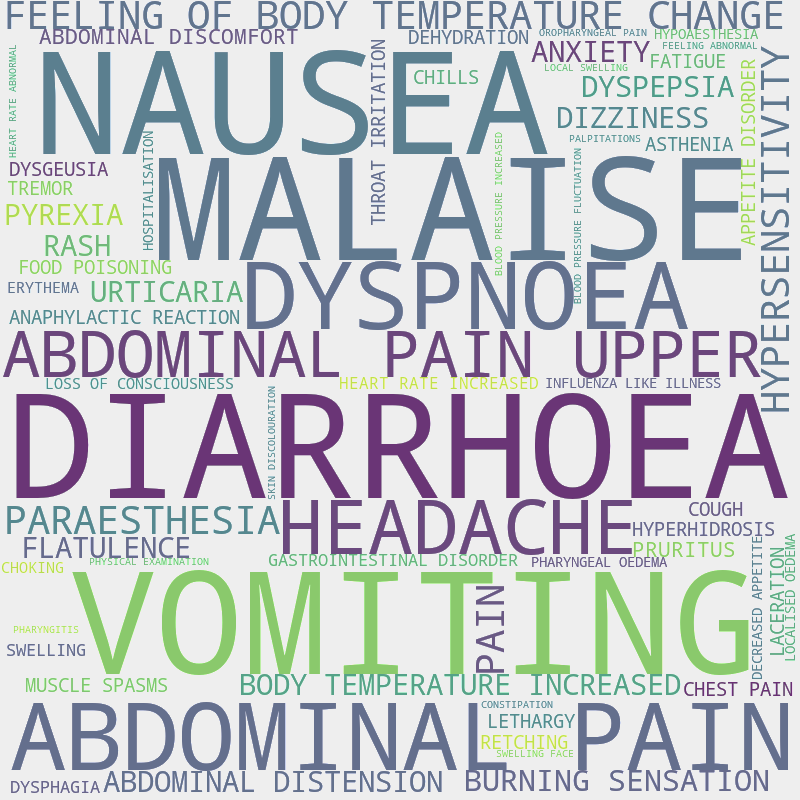 FEELING OF BODY TEMPERATURE CHANGE
ABDOMINAL DISCOMFORT
DEHYDRATION
OROPHARYNGEAL PAIN
HYPOAESTHESIA
ANXIETY
FEELING ABNORMAL
HEART RATE ABNORMAL
NAUSEA
THROAT IRRITATION
CHILLS
LOCAL SWELLING
FATIGUE
DYSPEPSIA
DIZZINESS
APPETITE DISORDER
HYPERSENSITIVITY
PALPITATIONS
ASTHENIA
DYSGEUSIA
TREMOR
PYREXIA
HOSPITALISATION
MALAISE
BLOOD PRESSURE INCREASED
BLOOD PRESSURE FLUCTUATION
RASH
FOOD POISONING
ERYTHEMA
URTICARIA
DYSPNOEA
ANAPHYLACTIC REACTION
ABDOMINAL PAIN UPPER
LOSS OF CONSCIOUSNESS
HEART RATE INCREASED
INFLUENZA LIKE ILLNESS
DIARRHOEA
SKIN DISCOLOURATION
PARAESTHESIA
HEADACHE
COUGH
HYPERHIDROSIS
FLATULENCE
PRURITUS
PHYSICAL EXAMINATION
GASTROINTESTINAL DISORDER
PHARYNGEAL OEDEMA
CHOKING
VOMITING
PAIN
DECREASED APPETITE
LACERATION
LOCALISED OEDEMA
PHARYNGITIS
SWELLING
MUSCLE SPASMS
BODY TEMPERATURE INCREASED
CHEST PAIN
ABDOMINAL PAIN
CONSTIPATION
LETHARGY
RETCHING
SWELLING FACE
DYSPHAGIA
ABDOMINAL DISTENSION
BURNING SENSATION